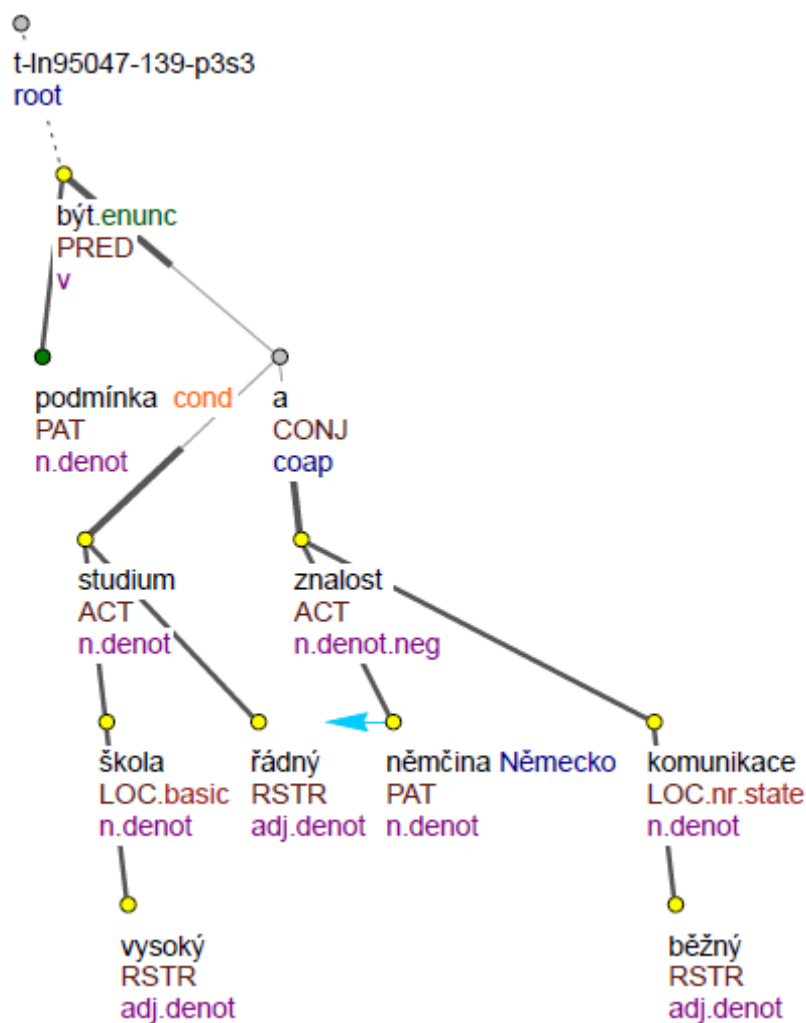 t-ln95047-139-p3s3
root
být.enunc
PRED
v
podmínka cond
PAT
n.denot
a
CONJ
coap
studium
ACT
n.denot
znalost
ACT
n.denot.neg
škola
LOC.basic
n.denot
řádný
RSTR
adj.denot
němčina Německo
PAT
n.denot
komunikace
LOC.nr.state
n.denot
vysoký
RSTR
adj.denot
běžný
RSTR
adj.denot